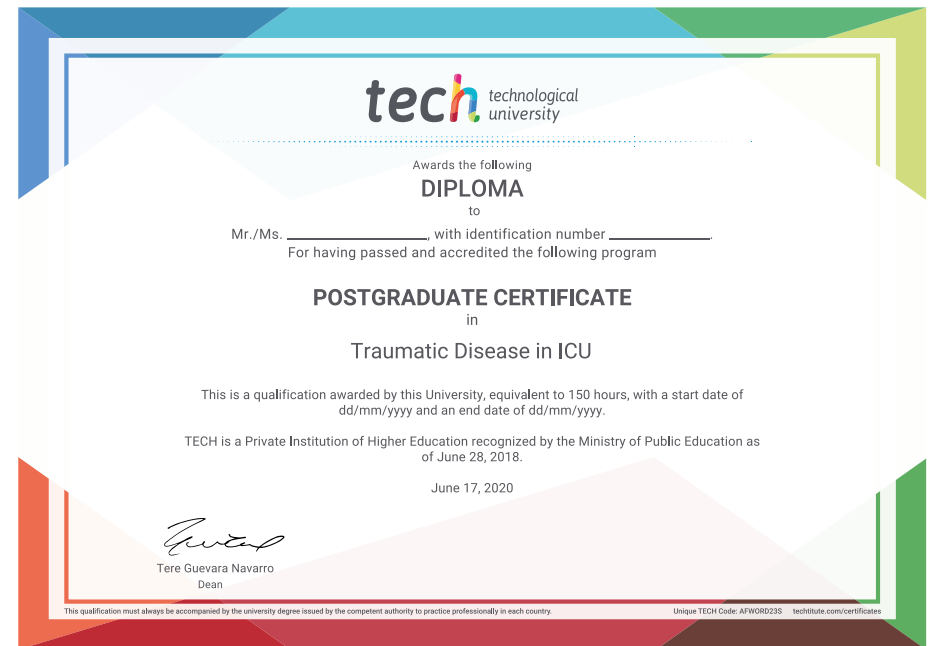 tech technological
university
Awards the following
DIPLOMA
to
Mr./Ms. ____________________, with identification number ______________.
For having passed and accredited the following program
POSTGRADUATE CERTIFICATE
in
Traumatic Disease in ICU
This is a qualification awarded by this University, equivalent to 150 hours, with a start date of
dd/mm/yyyy and an end date of dd/mm/yyyy.
TECH is a Private Institution of Higher Education recognized by the Ministry of Public Education as
of June 28, 2018.
June 17, 2020
Tere Guevara Navarro
Dean
This qualification must always be accompanied by the university degree issued by the competent authority to practice professionally in each country.
Unique TECH Code: AFWORD23S techtitute.com/certificates